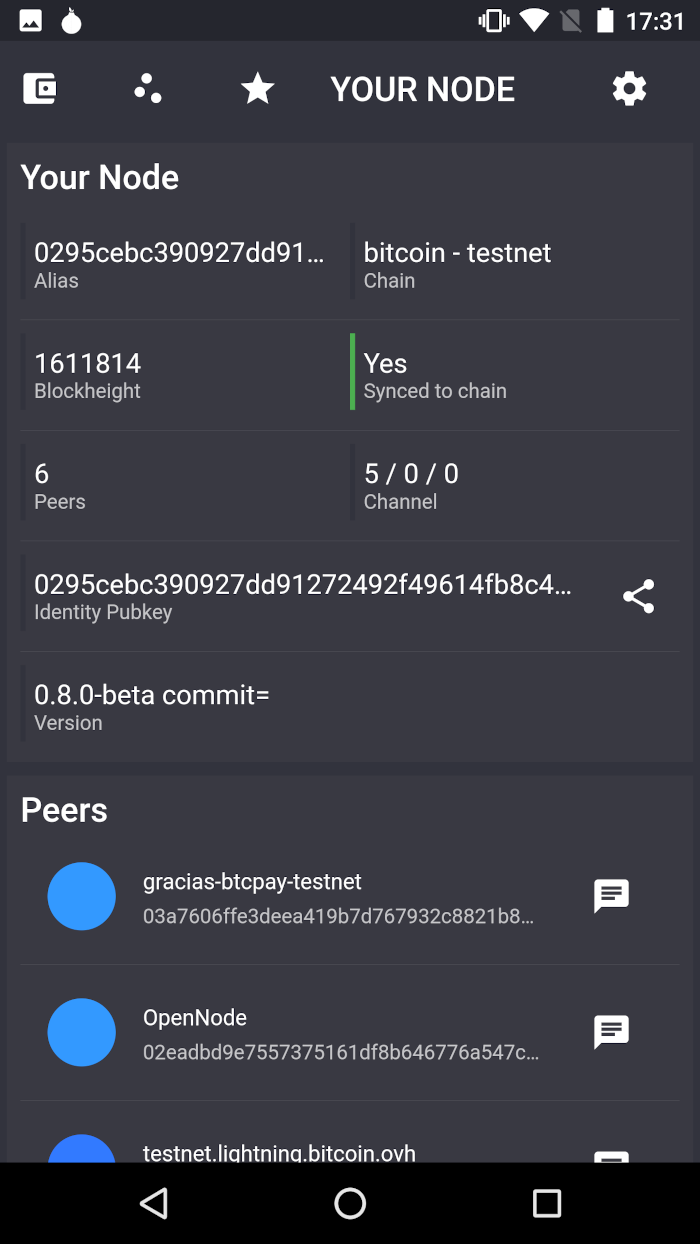 17:31
YOUR NODE
Your Node
0295cebc390927dd91...
Alias
bitcoin - testnet
Chain
1611814
Blockheight
Yes
Synced to chain
6
Peers
5 / 0 / 0
Channel
0295cebc390927dd91272492f49614fb8c4...
Identity Pubkey
0.8.0-beta commit=
Version
Peers
gracias-btcpay-testnet
03a7606ffe3deea419b7d767932c8821b8...
OpenNode
02eadbd9e7557375161df8b646776a547c...
testnet.lightning.bitcoin.ovh